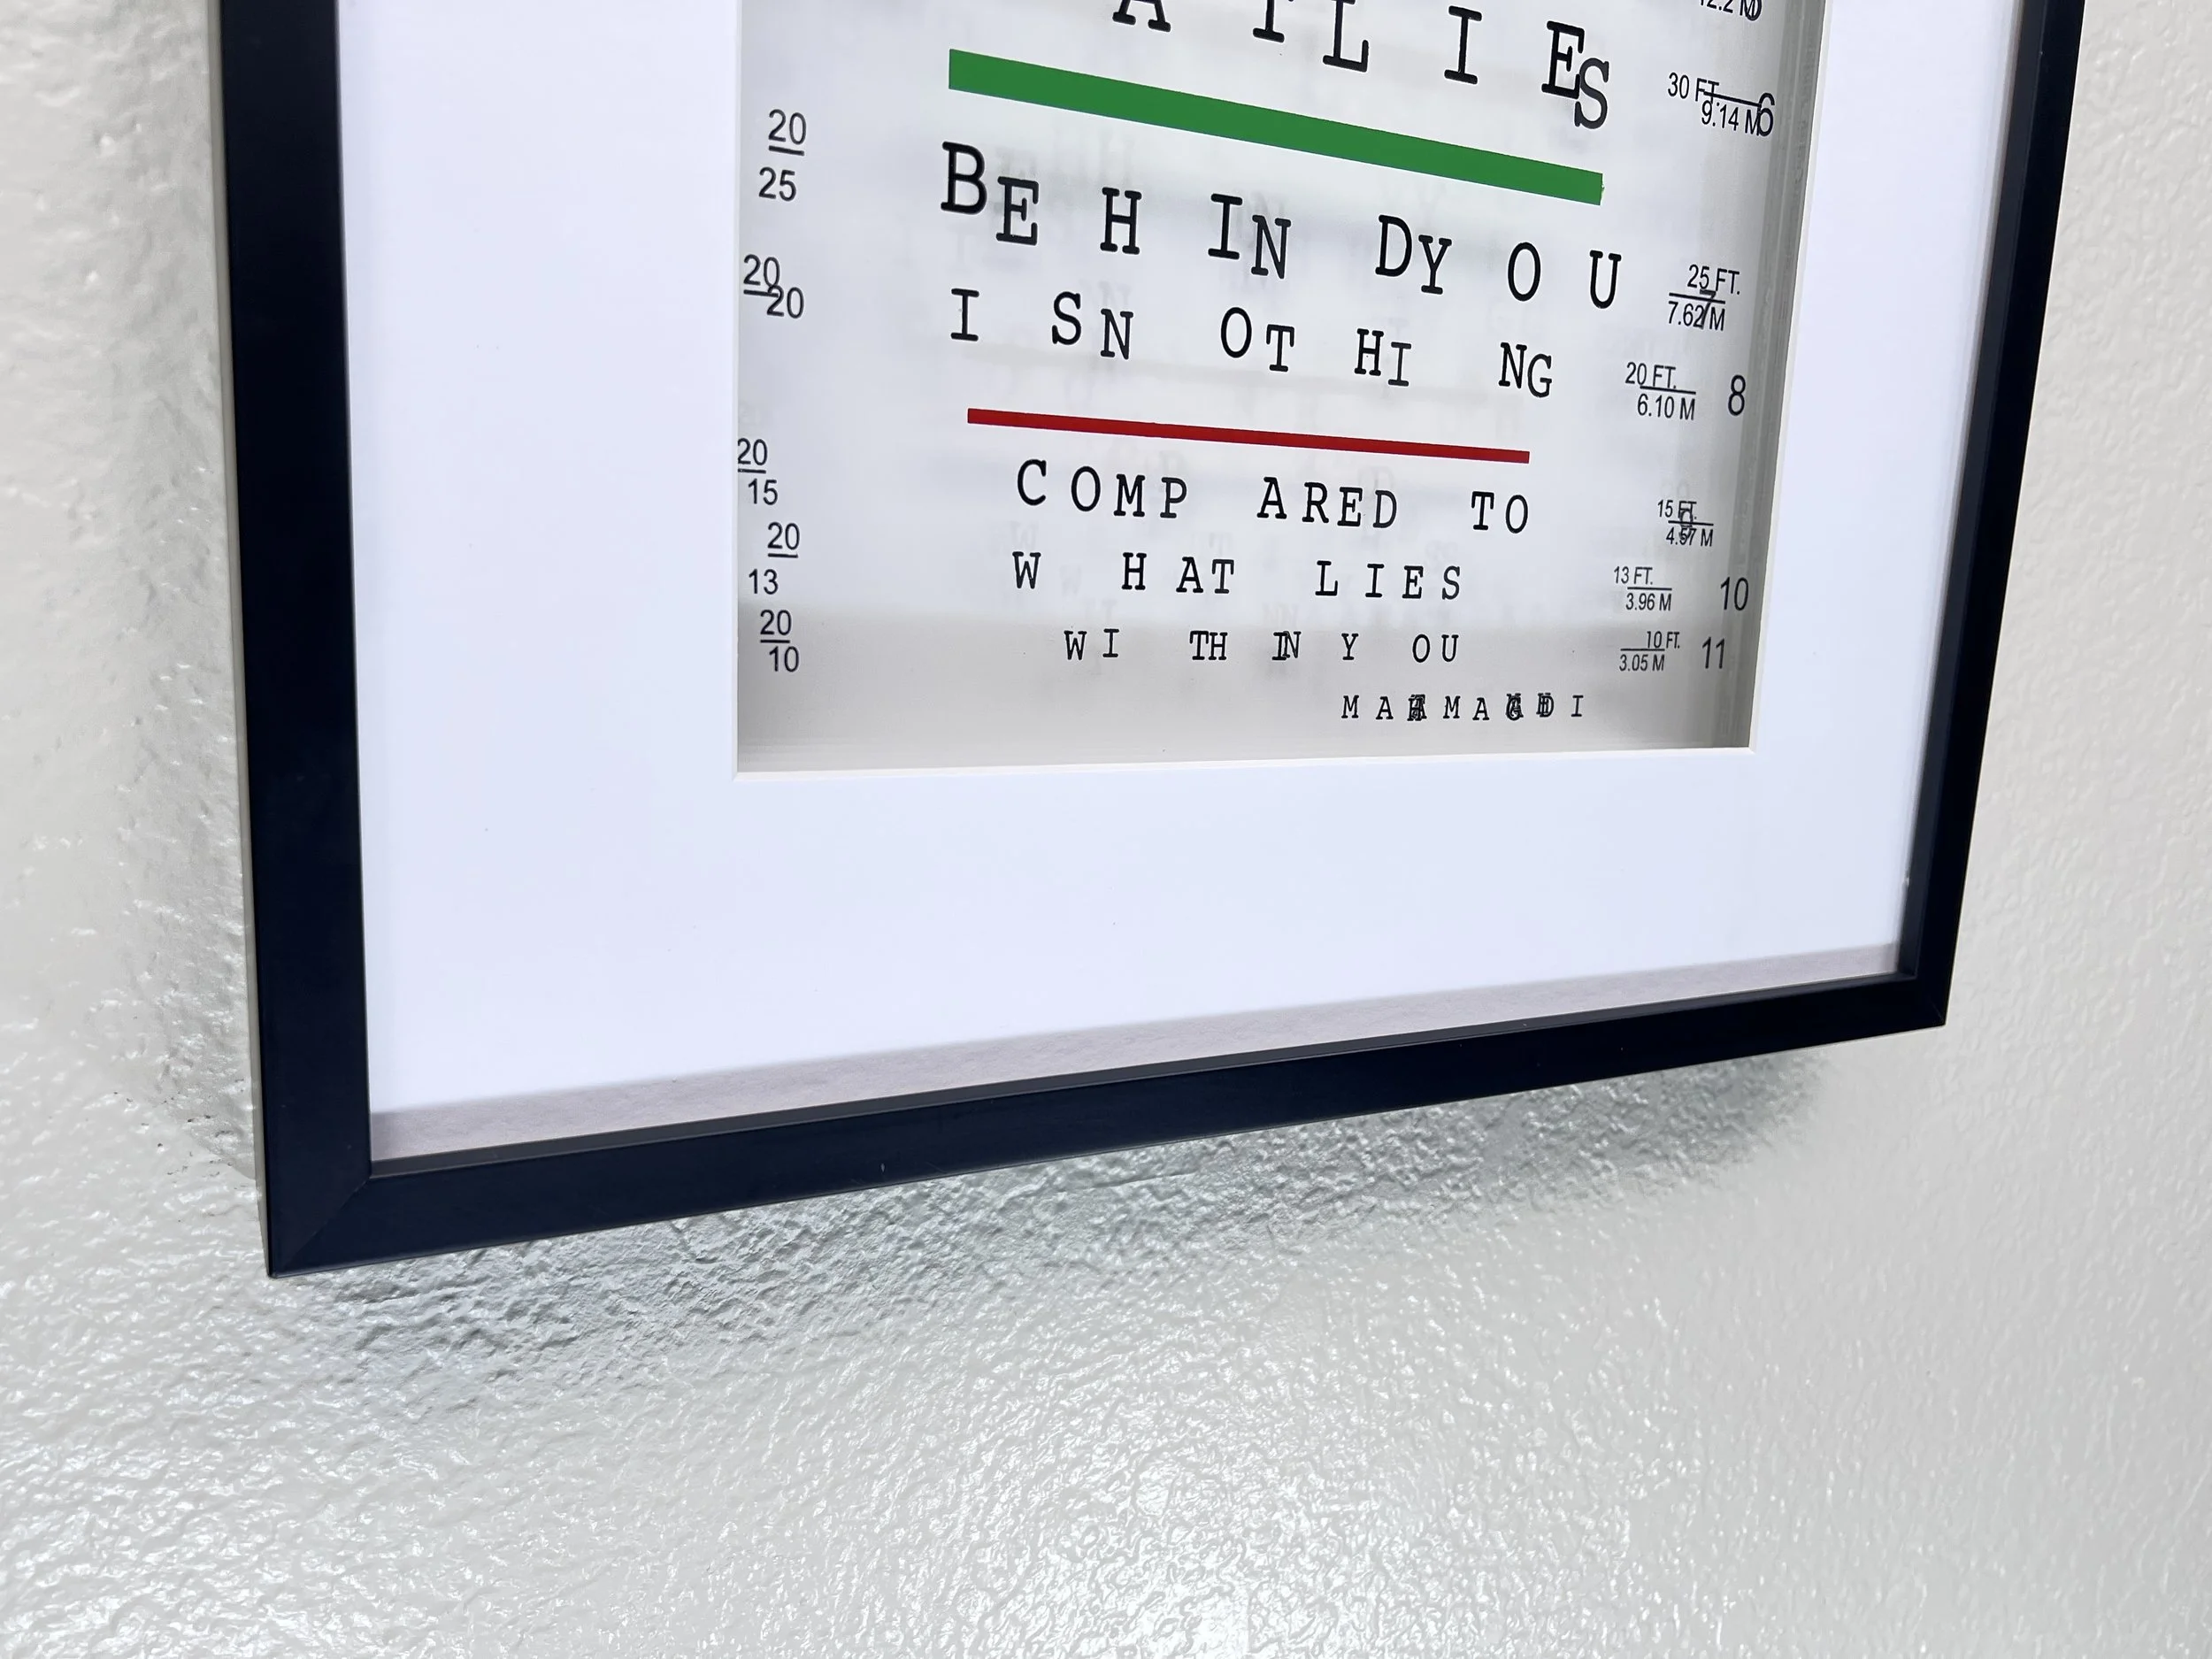 A T L I E S
30 FT. 9.14 M 6
20 25 B E H I N D Y O U 25 FT. 7.62 M 7
20 20 I S N O T H I N G 20 FT. 6.10 M 8
20 15 C O M P A R E D T O 15 FT. 4.57 M 9
20 13 W H A T L I E S 13 FT. 3.96 M 10
20 10 W I T H I N Y O U 10 FT. 3.05 M 11